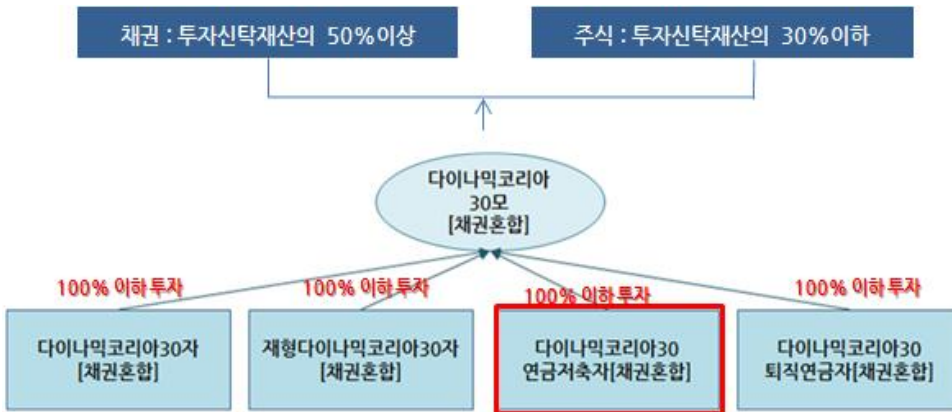 채권 : 투자신탁재산의 50%이상
주식 : 투자신탁재산의 30%이하
다이나믹코리아
30모
[채권혼합]
100% 이하 투자
100% 이하 투자
100% 이하 투자
100% 이하 투자
다이나믹코리아30자
[채권혼합]
재형다이나믹코리아30자
[채권혼합]
다이나믹코리아30
연금저축자[채권혼합]
다이나믹코리아30
퇴직연금자[채권혼합]